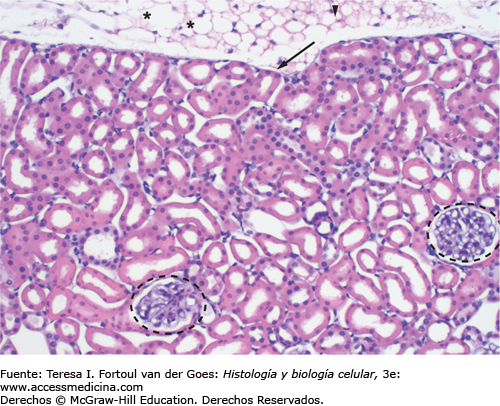 Fuente: Teresa I. Fortoul van der Goes: Histología y biología celular, 3e:
www.accessmedicina.com
Derechos © McGraw-Hill Education. Derechos Reservados.